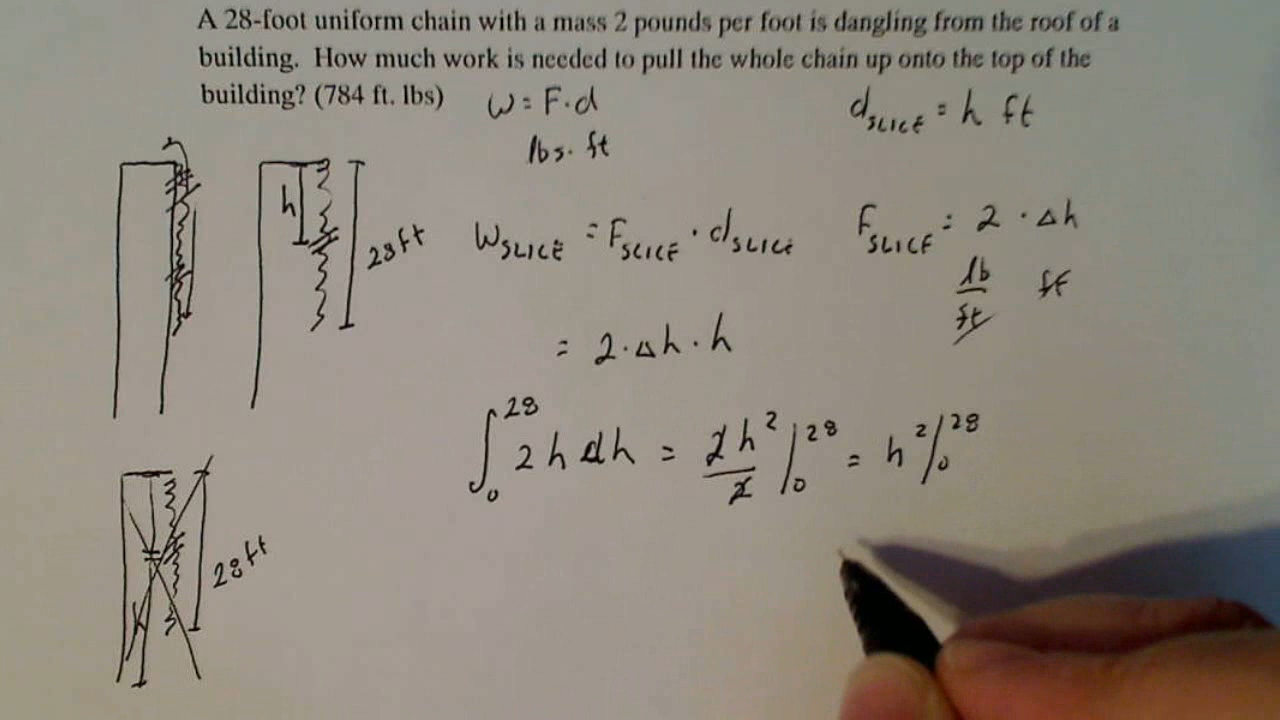 A 28-foot uniform chain with a mass 2 pounds per foot is dangling from the roof of a
building. How much work is needed to pull the whole chain up onto the top of the
building? (784 ft. lbs)
W = F·d
lbs. ft
d_SLICE = h ft
h
28 ft
W_SLICE = F_SLICE · d_SLICE
F_SLICE = 2 · Δh
lb/ft ft
= 2·Δh·h
∫₀²⁸ 2h dh = 2h²/2 |₀²⁸ = h² |₀²⁸
28 ft